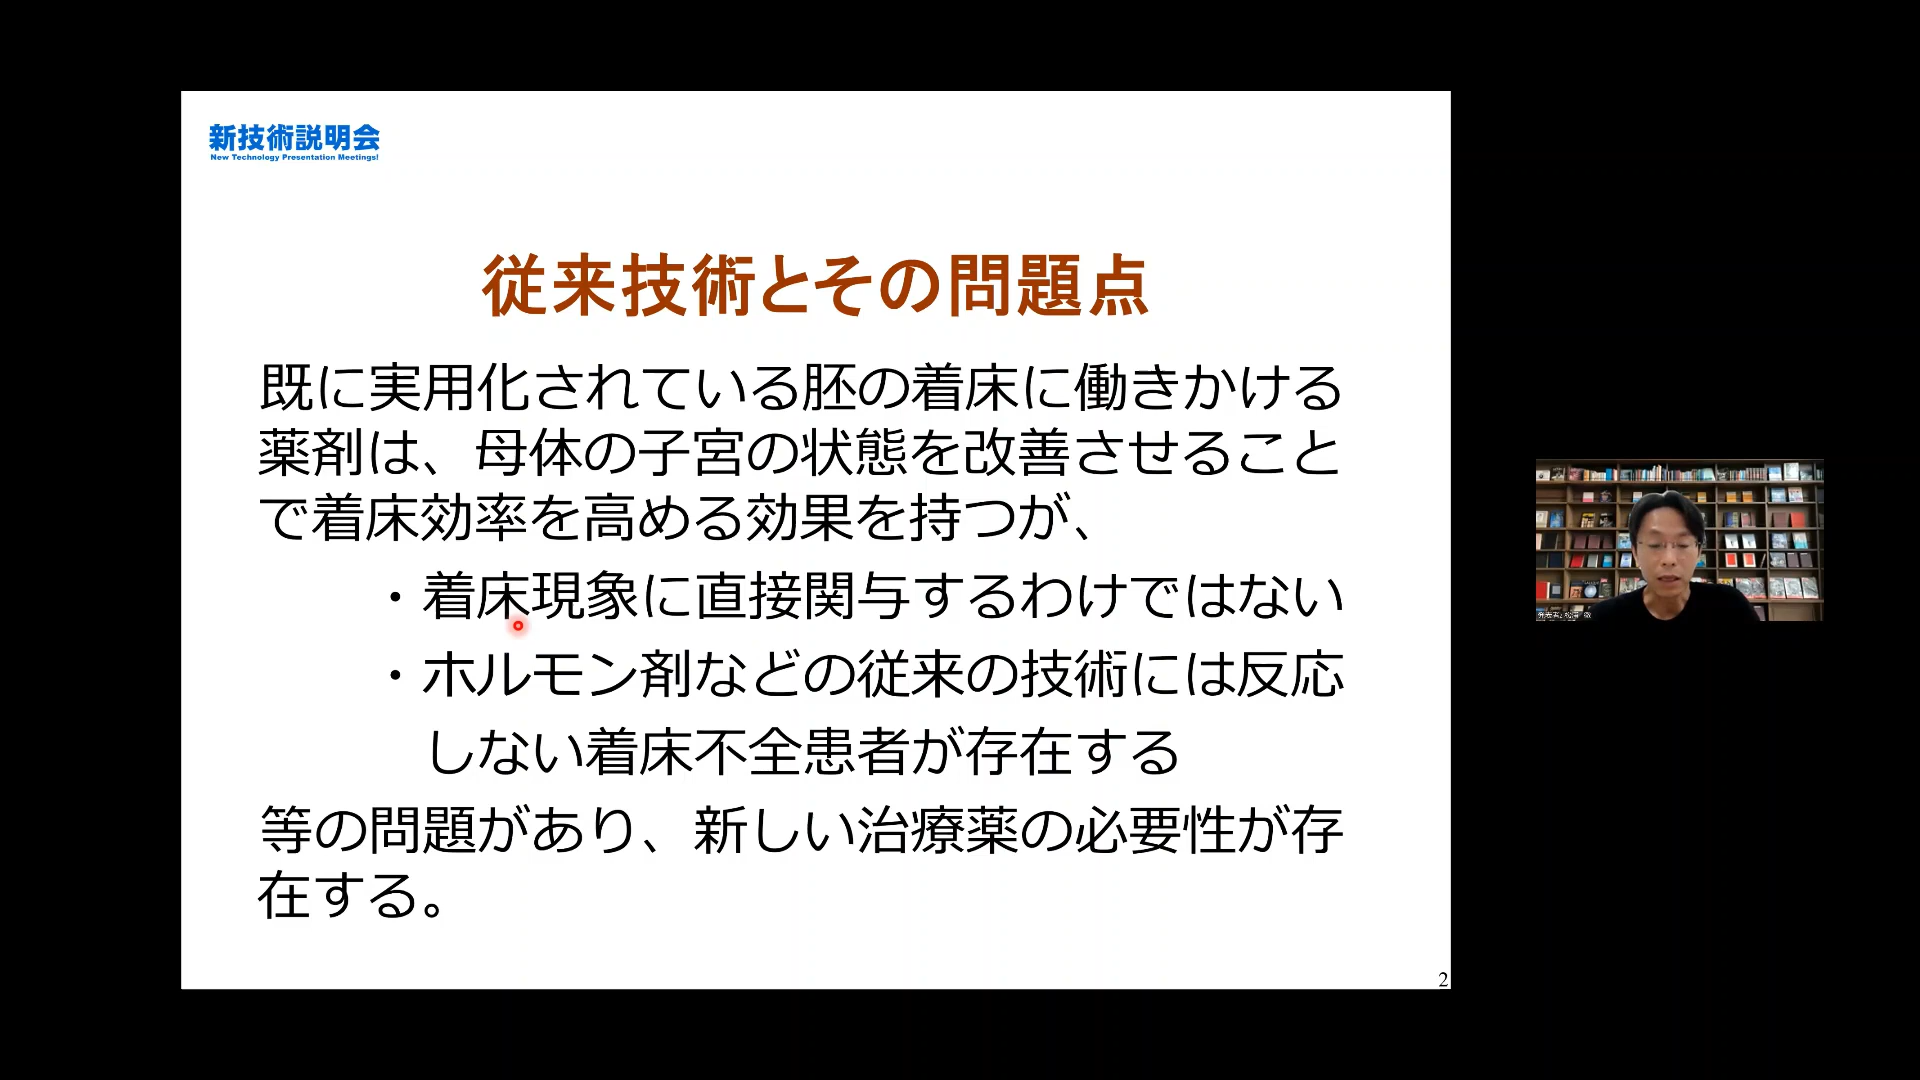 新技術説明会
New Technology Presentation Meetings!
従来技術とその問題点
既に実用化されている胚の着床に働きかける
薬剤は、母体の子宮の状態を改善させること
で着床効率を高める効果を持つが、
・着床現象に直接関与するわけではない
・ホルモン剤などの従来の技術には反応
しない着床不全患者が存在する
等の問題があり、新しい治療薬の必要性が存
在する。
2